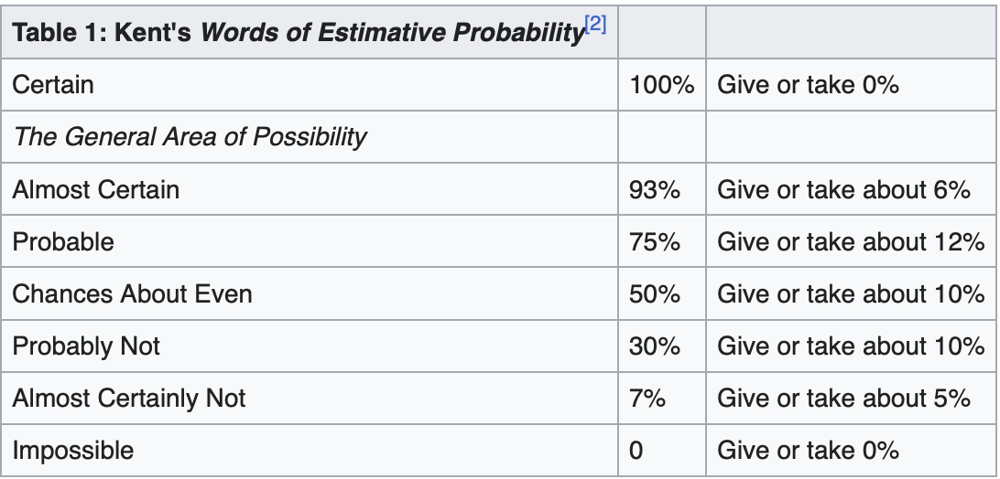 Table 1: Kent's Words of Estimative Probability[2]
Certain 100% Give or take 0%
The General Area of Possibility
Almost Certain 93% Give or take about 6%
Probable 75% Give or take about 12%
Chances About Even 50% Give or take about 10%
Probably Not 30% Give or take about 10%
Almost Certainly Not 7% Give or take about 5%
Impossible 0 Give or take 0%